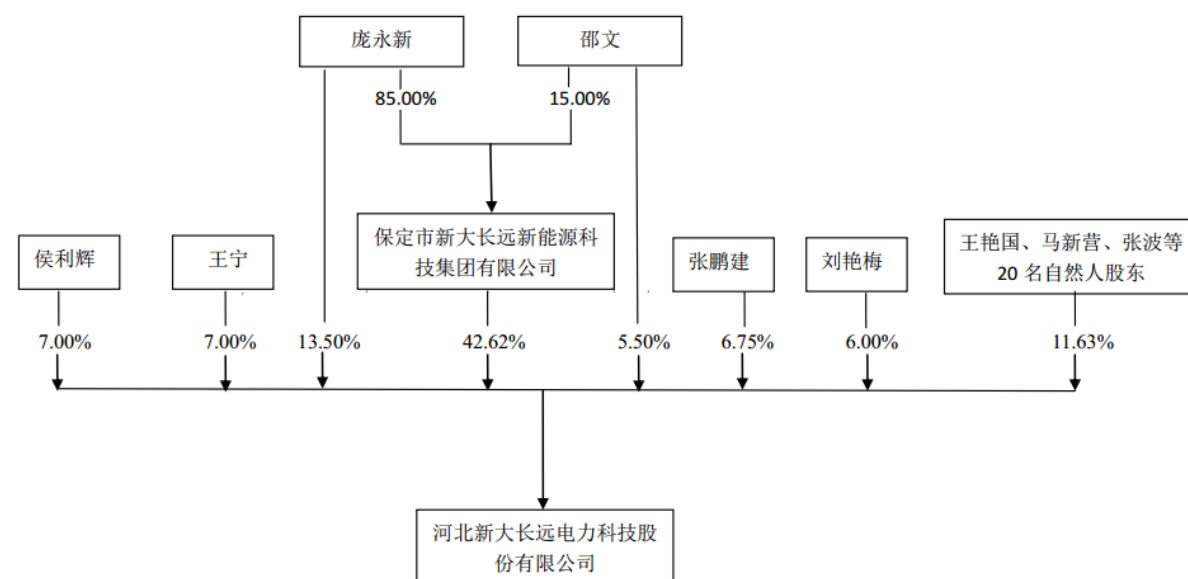 庞永新
邵文
85.00%
15.00%
侯利辉
王宁
保定市新大长远新能源科
技集团有限公司
张鹏建
刘艳梅
王艳国、马新营、张波等
20 名自然人股东
7.00%
7.00%
13.50%
42.62%
5.50%
6.75%
6.00%
11.63%
河北新大长远电力科技股
份有限公司